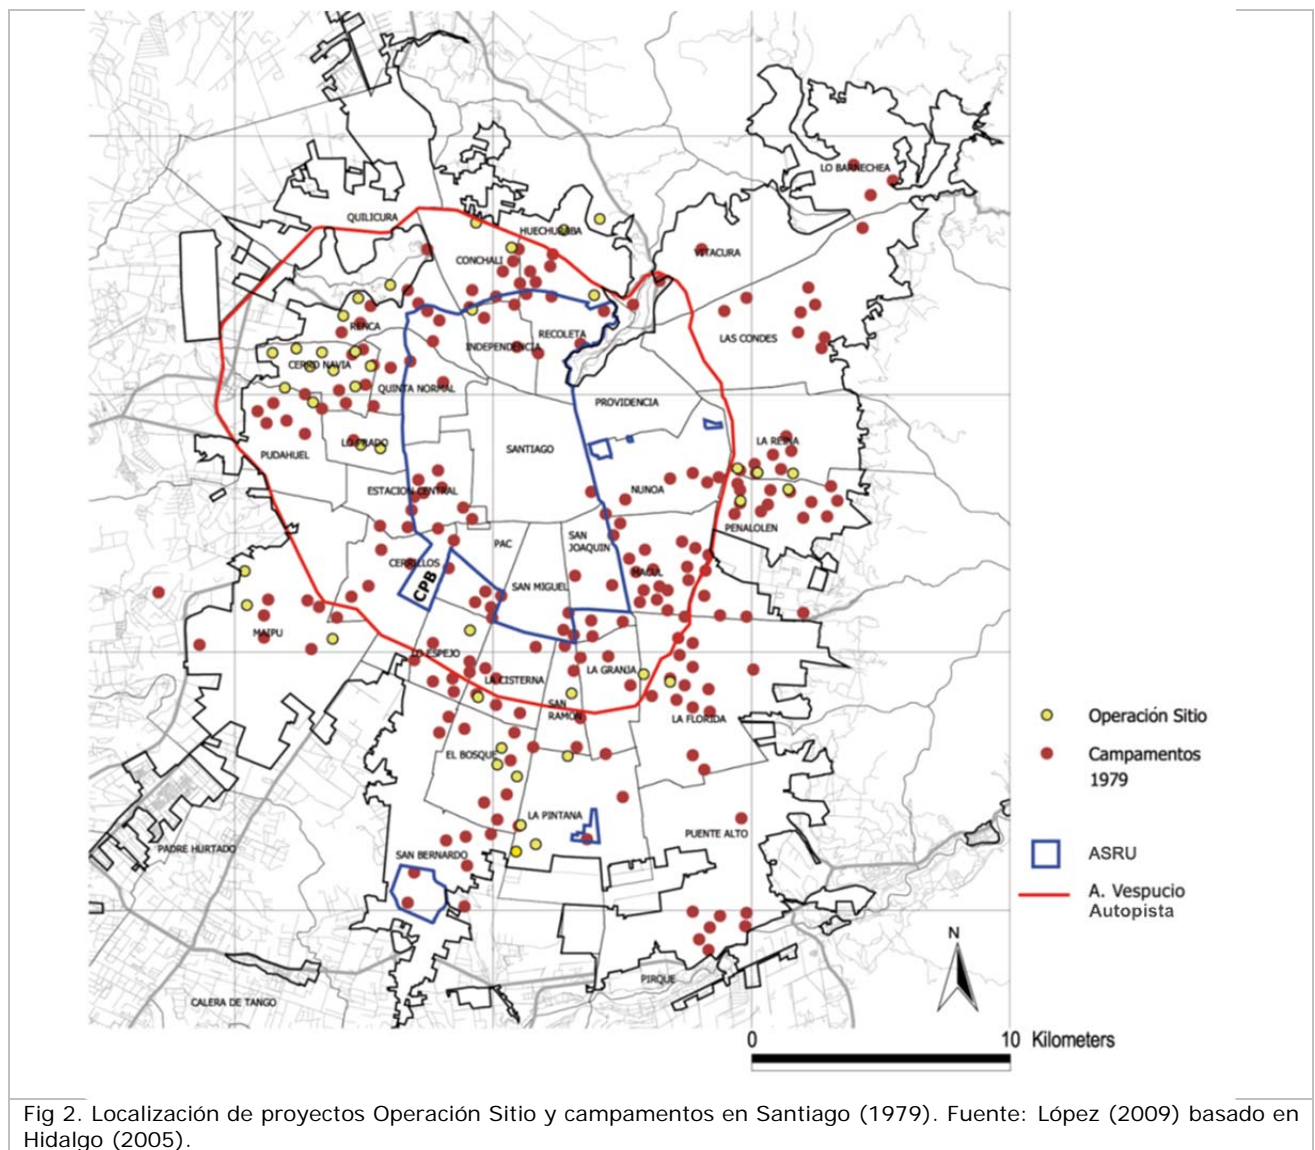 LO BARNECHEA
QUILICURA
HUECHURABA
VITACURA
CONCHALI
RENCA
RECOLETA
INDEPENDENCIA
LAS CONDES
CERRO NAVIA
QUINTA NORMAL
PROVIDENCIA
LO PRADO
PUDAHUEL
SANTIAGO
LA REINA
ESTACION CENTRAL
NUNOA
PENALOLEN
PAC
SAN
JOAQUIN
CERRILLOS
CPB
SAN MIGUEL
MACUL
MAIPU
LO ESPEJO
LA CISTERNA
LA GRANJA
SAN
RAMON
LA FLORIDA
EL BOSQUE
LA PINTANA
PUENTE ALTO
PADRE HURTADO
SAN BERNARDO
PIRQUE
CALERA DE TANGO
Operación Sitio
Campamentos
1979
ASRU
A. Vespucio
Autopista
N
0 10 Kilometers
Fig 2. Localización de proyectos Operación Sitio y campamentos en Santiago (1979). Fuente: López (2009) basado en
Hidalgo (2005).